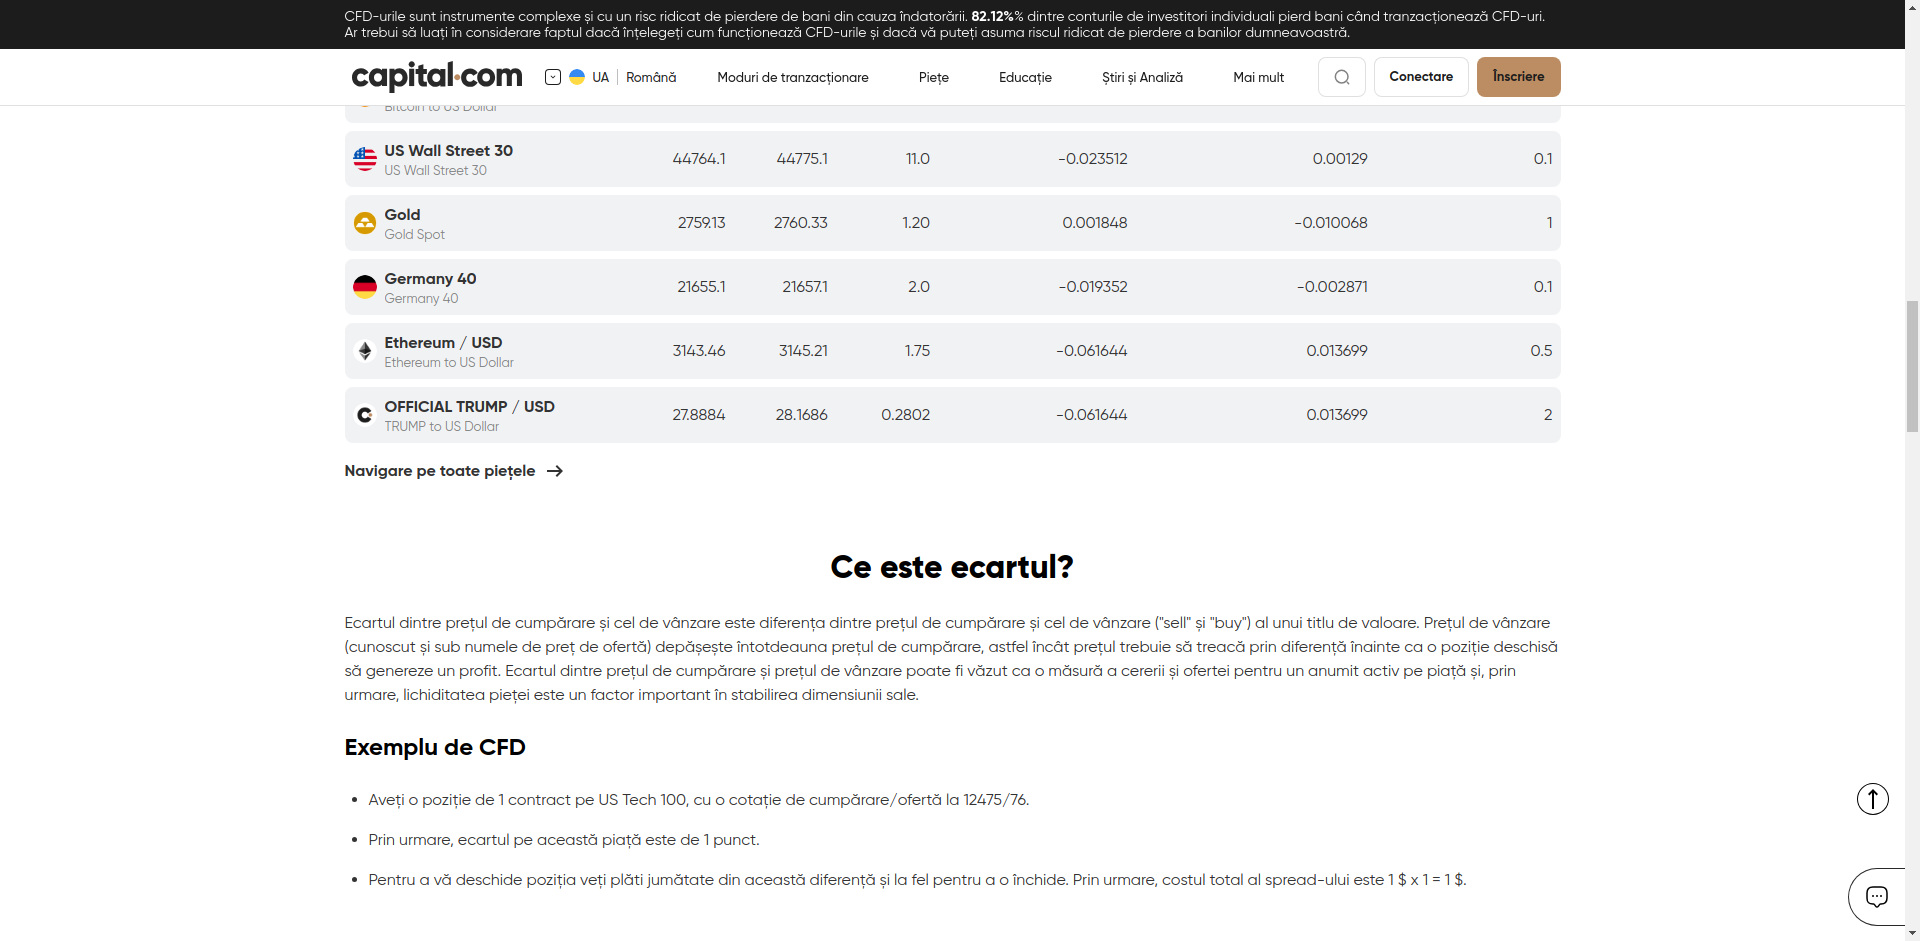 CFD-urile sunt instrumente complexe și cu un risc ridicat de pierdere de bani din cauza îndatorării. 82.12%% dintre conturile de investitori individuali pierd bani când tranzacționează CFD-uri.
Ar trebui să luați în considerare faptul dacă înțelegeți cum funcționează CFD-urile și dacă vă puteți asuma riscul ridicat de pierdere a banilor dumneavoastră.
capital.com UA Română Moduri de tranzacționare Piețe Educație Știri și Analiză Mai mult Conectare Înscriere
Bitcoin to US Dollar
US Wall Street 30 44764.1 44775.1 11.0 -0.023512 0.00129 0.1
US Wall Street 30
Gold 2759.13 2760.33 1.20 0.001848 -0.010068 1
Gold Spot
Germany 40 21655.1 21657.1 2.0 -0.019352 -0.002871 0.1
Germany 40
Ethereum / USD 3143.46 3145.21 1.75 -0.061644 0.013699 0.5
Ethereum to US Dollar
OFFICIAL TRUMP / USD 27.8884 28.1686 0.2802 -0.061644 0.013699 2
TRUMP to US Dollar
Navigare pe toate piețele
Ce este ecartul?
Ecartul dintre prețul de cumpărare și cel de vânzare este diferența dintre prețul de cumpărare și cel de vânzare ("sell" și "buy") al unui titlu de valoare. Prețul de vânzare
(cunoscut și sub numele de preț de ofertă) depășește întotdeauna prețul de cumpărare, astfel încât prețul trebuie să treacă prin diferență înainte ca o poziție deschisă
să genereze un profit. Ecartul dintre prețul de cumpărare și prețul de vânzare poate fi văzut ca o măsură a cererii și ofertei pentru un anumit activ pe piață și, prin
urmare, lichiditatea pieței este un factor important în stabilirea dimensiunii sale.
Exemplu de CFD
• Aveți o poziție de 1 contract pe US Tech 100, cu o cotație de cumpărare/ofertă la 12475/76.
• Prin urmare, ecartul pe această piață este de 1 punct.
• Pentru a vă deschide poziția veți plăti jumătate din această diferență și la fel pentru a o închide. Prin urmare, costul total al spread-ului este 1 $ x 1 = 1 $.